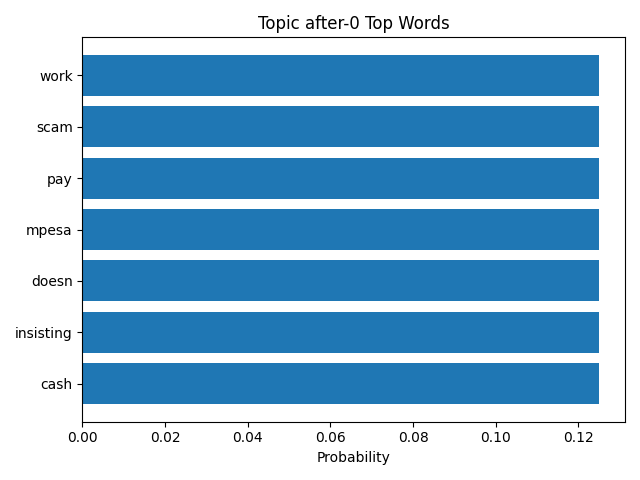 Topic after-0 Top Words
work
scam
pay
mpesa
doesn
insisting
cash
0.00 0.02 0.04 0.06 0.08 0.10 0.12
Probability